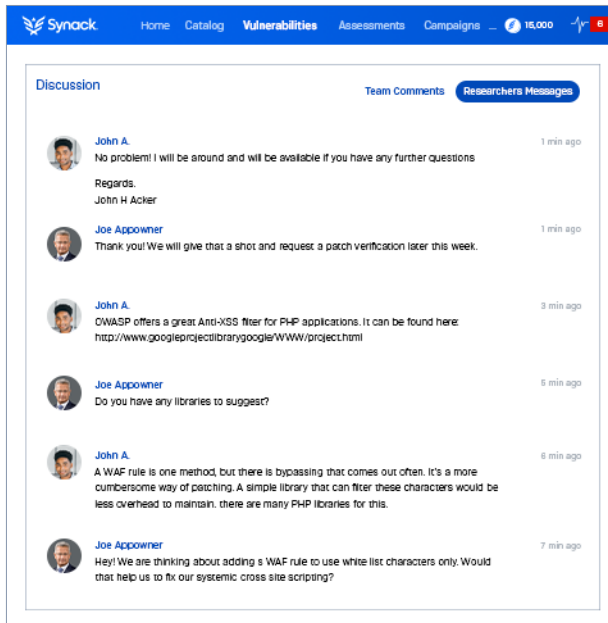 Synack
Home Catalog Vulnerabilities Assessments Campaigns ... 15,000 6
Discussion
Team Comments Researchers Messages
John A. 1 min ago
No problem! I will be around and will be available if you have any further questions
Regards.
John H Acker
Joe Appowner 1 min ago
Thank you! We will give that a shot and request a patch verification later this week.
John A. 3 min ago
OWASP offers a great Anti-XSS filter for PHP applications. It can be found here:
http://www.googleprojectlibrarygoogle/WWW/project.html
Joe Appowner 5 min ago
Do you have any libraries to suggest?
John A. 6 min ago
A WAF rule is one method, but there is bypassing that comes out often. It's a more
cumbersome way of patching. A simple library that can filter these characters would be
less overhead to maintain. there are many PHP libraries for this.
Joe Appowner 7 min ago
Hey! We are thinking about adding s WAF rule to use white list characters only. Would
that help us to fix our systemic cross site scripting?